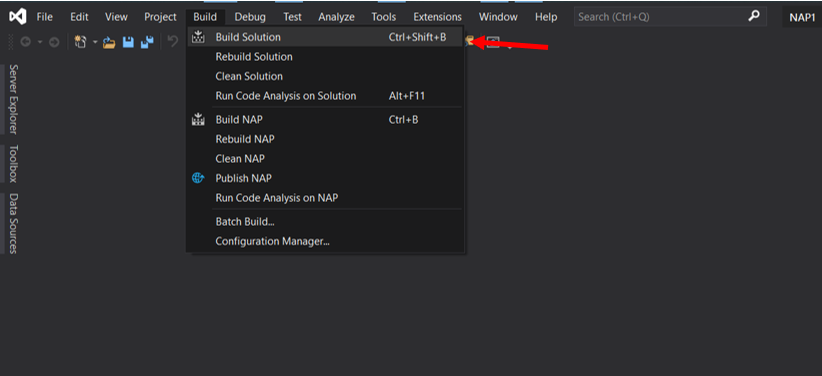 File Edit View Project Build Debug Test Analyze Tools Extensions Window Help Search (Ctrl+Q) NAP1
Build Solution Ctrl+Shift+B
Rebuild Solution
Clean Solution
Run Code Analysis on Solution Alt+F11
Build NAP Ctrl+B
Rebuild NAP
Clean NAP
Publish NAP
Run Code Analysis on NAP
Batch Build...
Configuration Manager...
Server Explorer
Toolbox
Data Sources